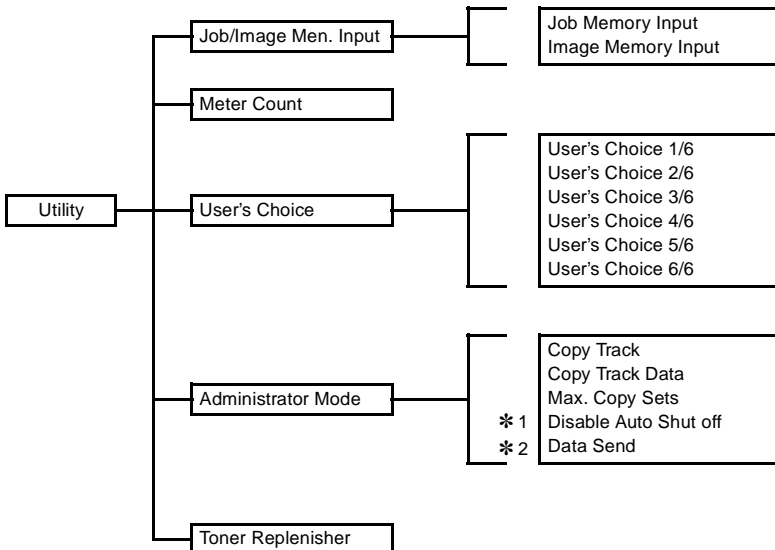 Job/Image Men. Input
Job Memory Input
Image Memory Input
Meter Count
Utility
User's Choice
User's Choice 1/6
User's Choice 2/6
User's Choice 3/6
User's Choice 4/6
User's Choice 5/6
User's Choice 6/6
Administrator Mode
Copy Track
Copy Track Data
Max. Copy Sets
✻ 1 Disable Auto Shut off
✻ 2 Data Send
Toner Replenisher